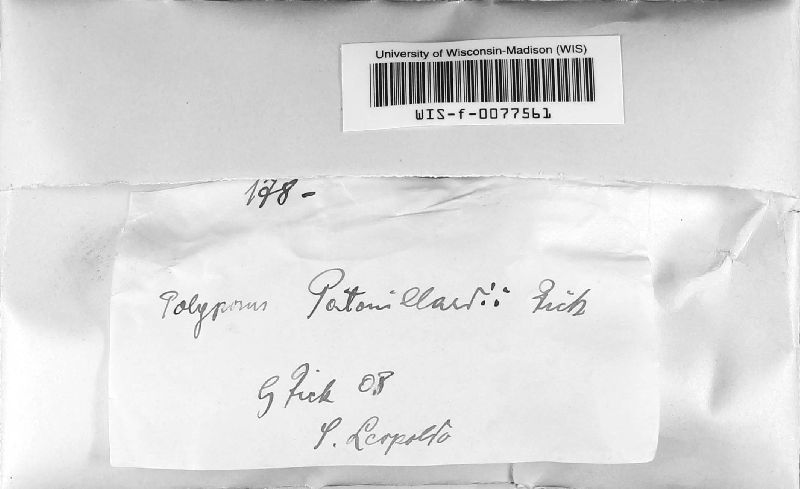 University of Wisconsin-Madison (WIS)
WIS-f-0077561
178-
Polyporus Patouillardii Rick
G Rick 08
S. Leopoldo